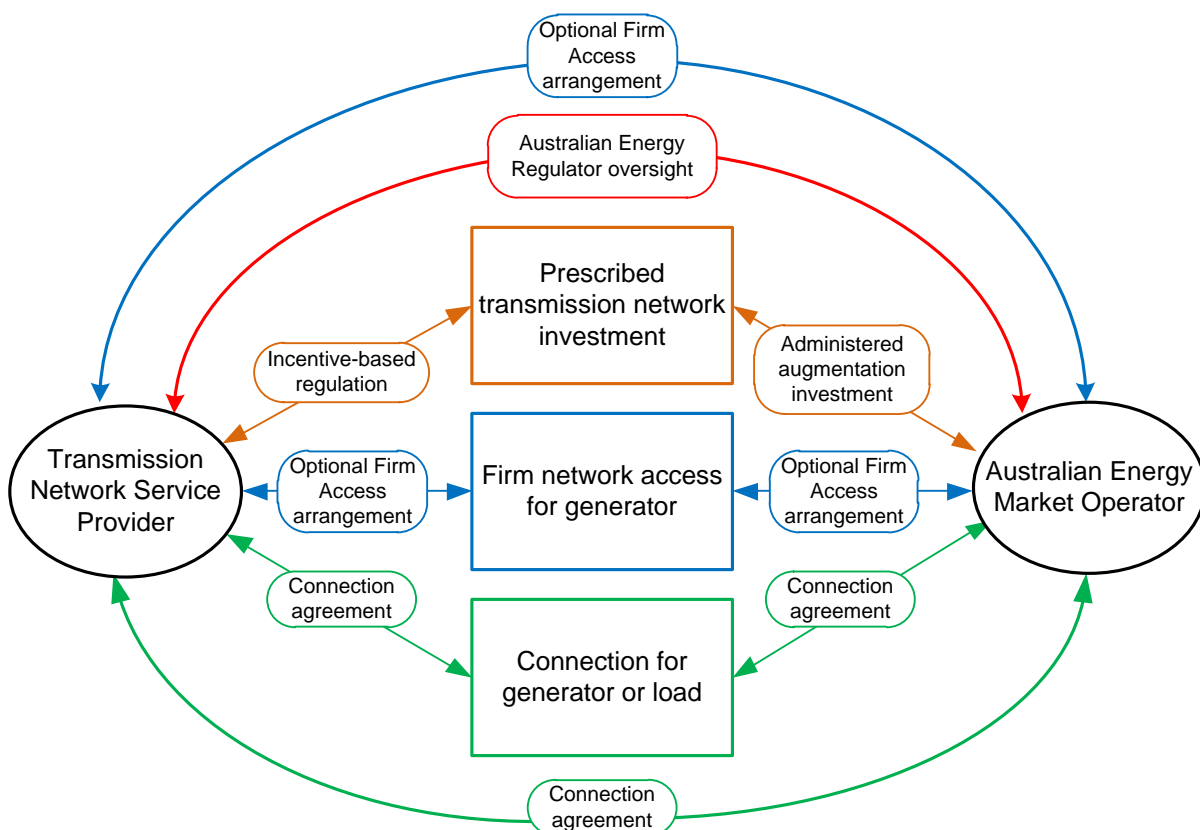 Optional Firm
Access
arrangement
Australian Energy
Regulator oversight
Prescribed
transmission network
investment
Incentive-based
regulation
Administered
augmentation
investment
Transmission
Network Service
Provider
Optional Firm
Access
arrangement
Firm network access
for generator
Optional Firm
Access
arrangement
Australian Energy
Market Operator
Connection
agreement
Connection
agreement
Connection for
generator or load
Connection
agreement